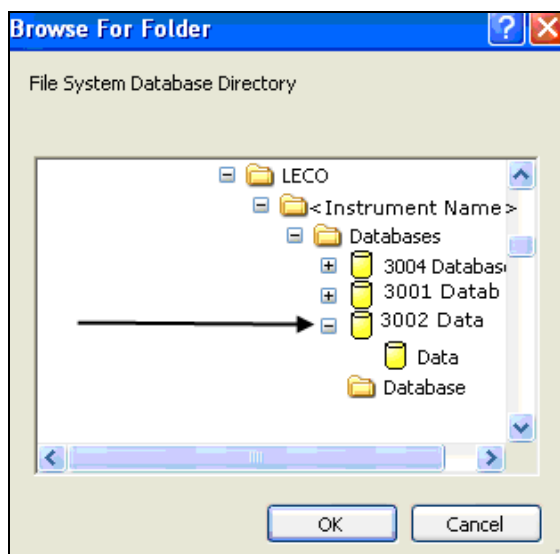 Browse For Folder
File System Database Directory
LECO
<Instrument Name>
Databases
3004 Databas
3001 Datab
3002 Data
Data
Database
OK
Cancel